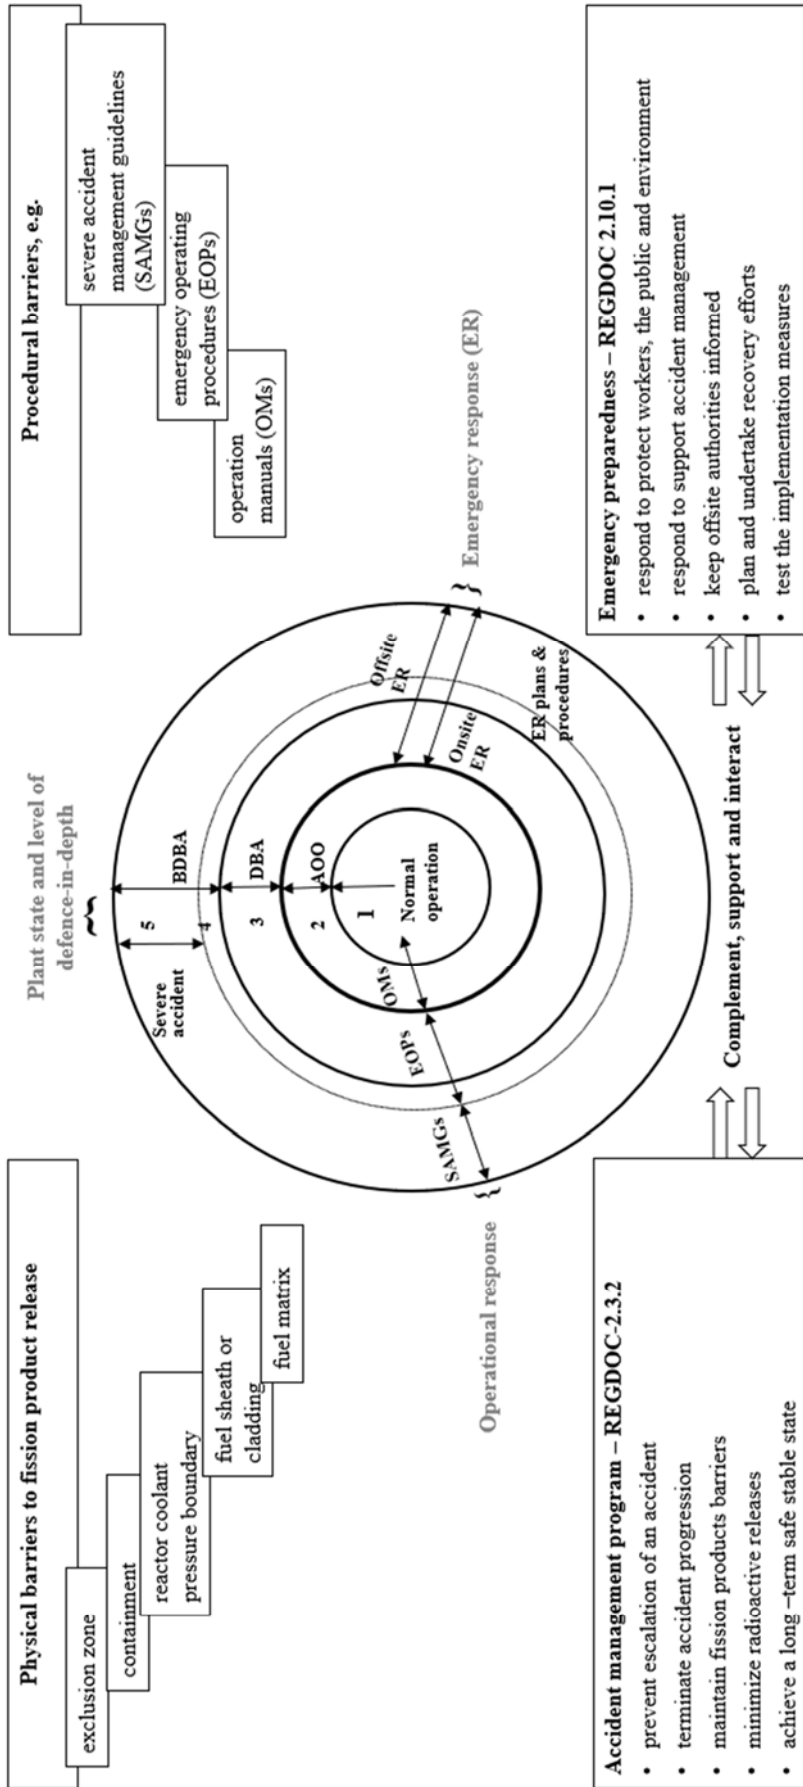 Physical barriers to fission product release
exclusion zone
containment
reactor coolant
pressure boundary
fuel sheath or
cladding
fuel matrix
Plant state and level of
defence-in-depth
}
Procedural barriers, e.g.
severe accident
management guidelines
(SAMGs)
emergency operating
procedures (EOPs)
operation
manuals (OMs)
Severe
accident
5
BDBA
4
3
DBA
2
AOO
1
Normal
operation
OMs
EOPs
SAMGs
}
Operational response
Offsite
ER
Onsite
ER
ER plans &
procedures
}
Emergency response (ER)
Accident management program – REGDOC-2.3.2
• prevent escalation of an accident
• terminate accident progression
• maintain fission products barriers
• minimize radioactive releases
• achieve a long –term safe stable state
Complement, support and interact
Emergency preparedness – REGDOC 2.10.1
• respond to protect workers, the public and environment
• respond to support accident management
• keep offsite authorities informed
• plan and undertake recovery efforts
• test the implementation measures